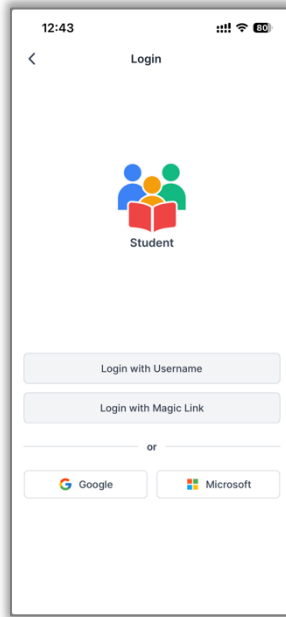 12:43
80
Login
Student
Login with Username
Login with Magic Link
or
Google
Microsoft